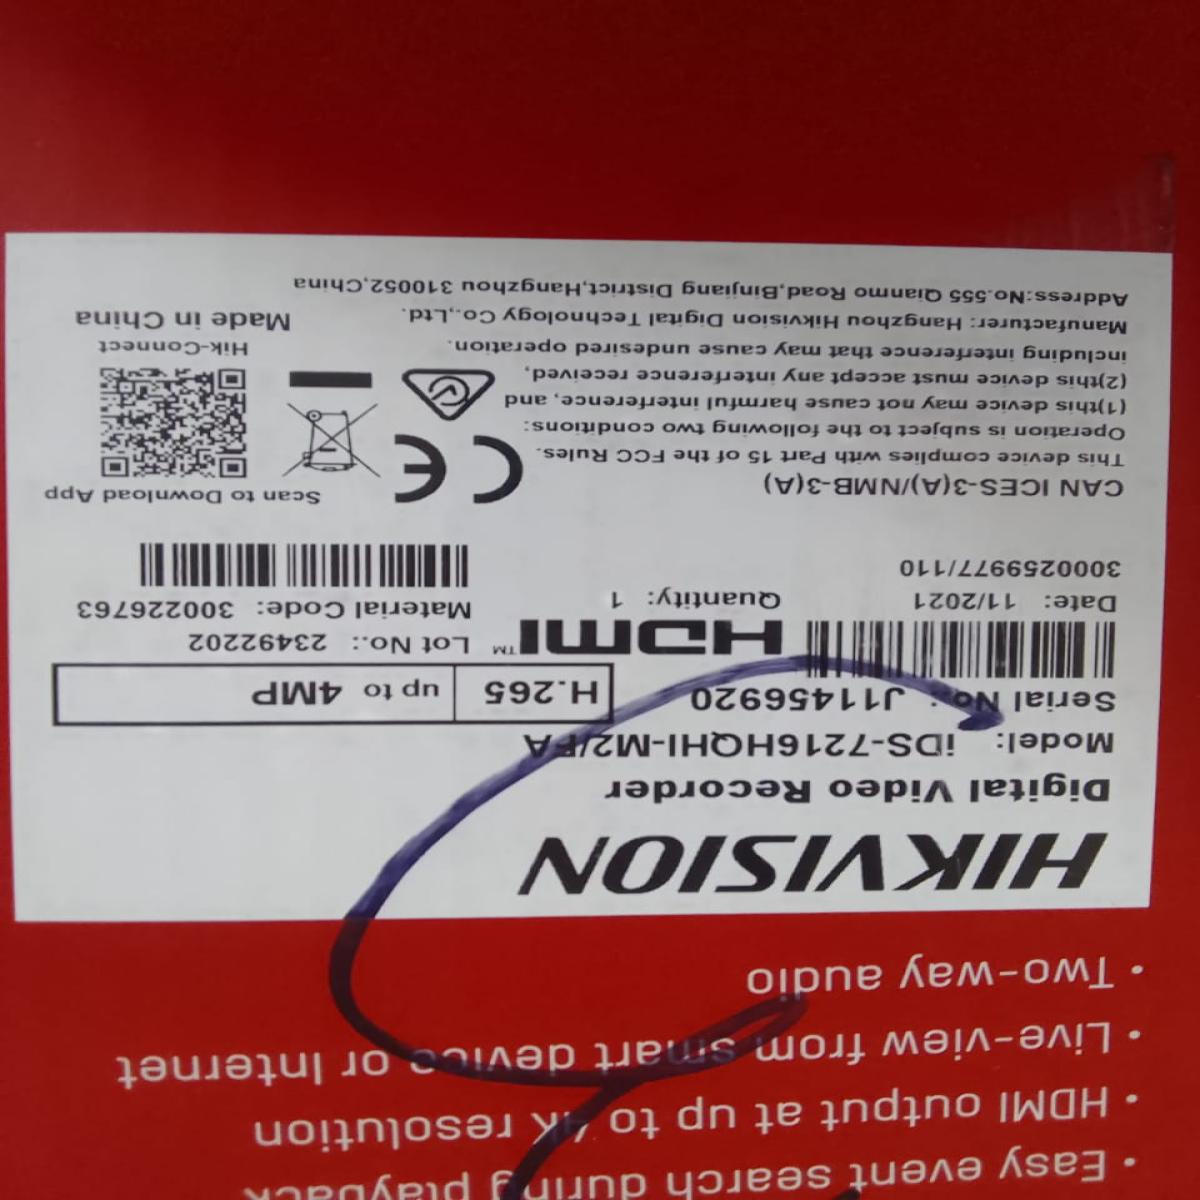 • Easy event search during playback
• HDMI output at up to 4K resolution
• Live-view from smart device or Internet
• Two-way audio
HIKVISION
Digital Video Recorder
Model: iDS-7216HQHI-M2/FA
Serial No.: J11456920
H.265 up to 4MP
HDMI™
Lot No.: 23492202
Date: 11/2021
Quantity: 1
Material Code: 300226763
3000259977/110
CAN ICES-3(A)/NMB-3(A)
This device complies with Part 15 of the FCC Rules.
Operation is subject to the following two conditions:
(1)this device may not cause harmful interference, and
(2)this device must accept any interference received,
including interference that may cause undesired operation.
Manufacturer: Hangzhou Hikvision Digital Technology Co.,Ltd.
Address:No.555 Qianmo Road,Binjiang District,Hangzhou 310052,China
CE
Scan to Download App
Hik-Connect
Made in China